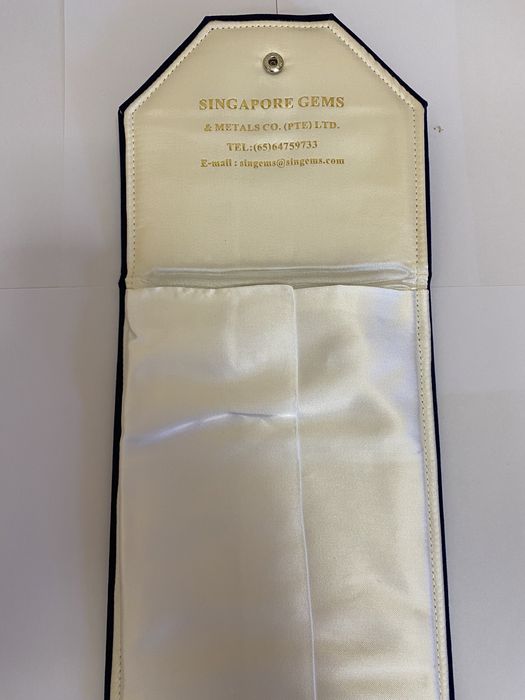 SINGAPORE GEMS
& METALS CO. (PTE) LTD.
TEL:(65)64759733
E-mail : singems@singems.com